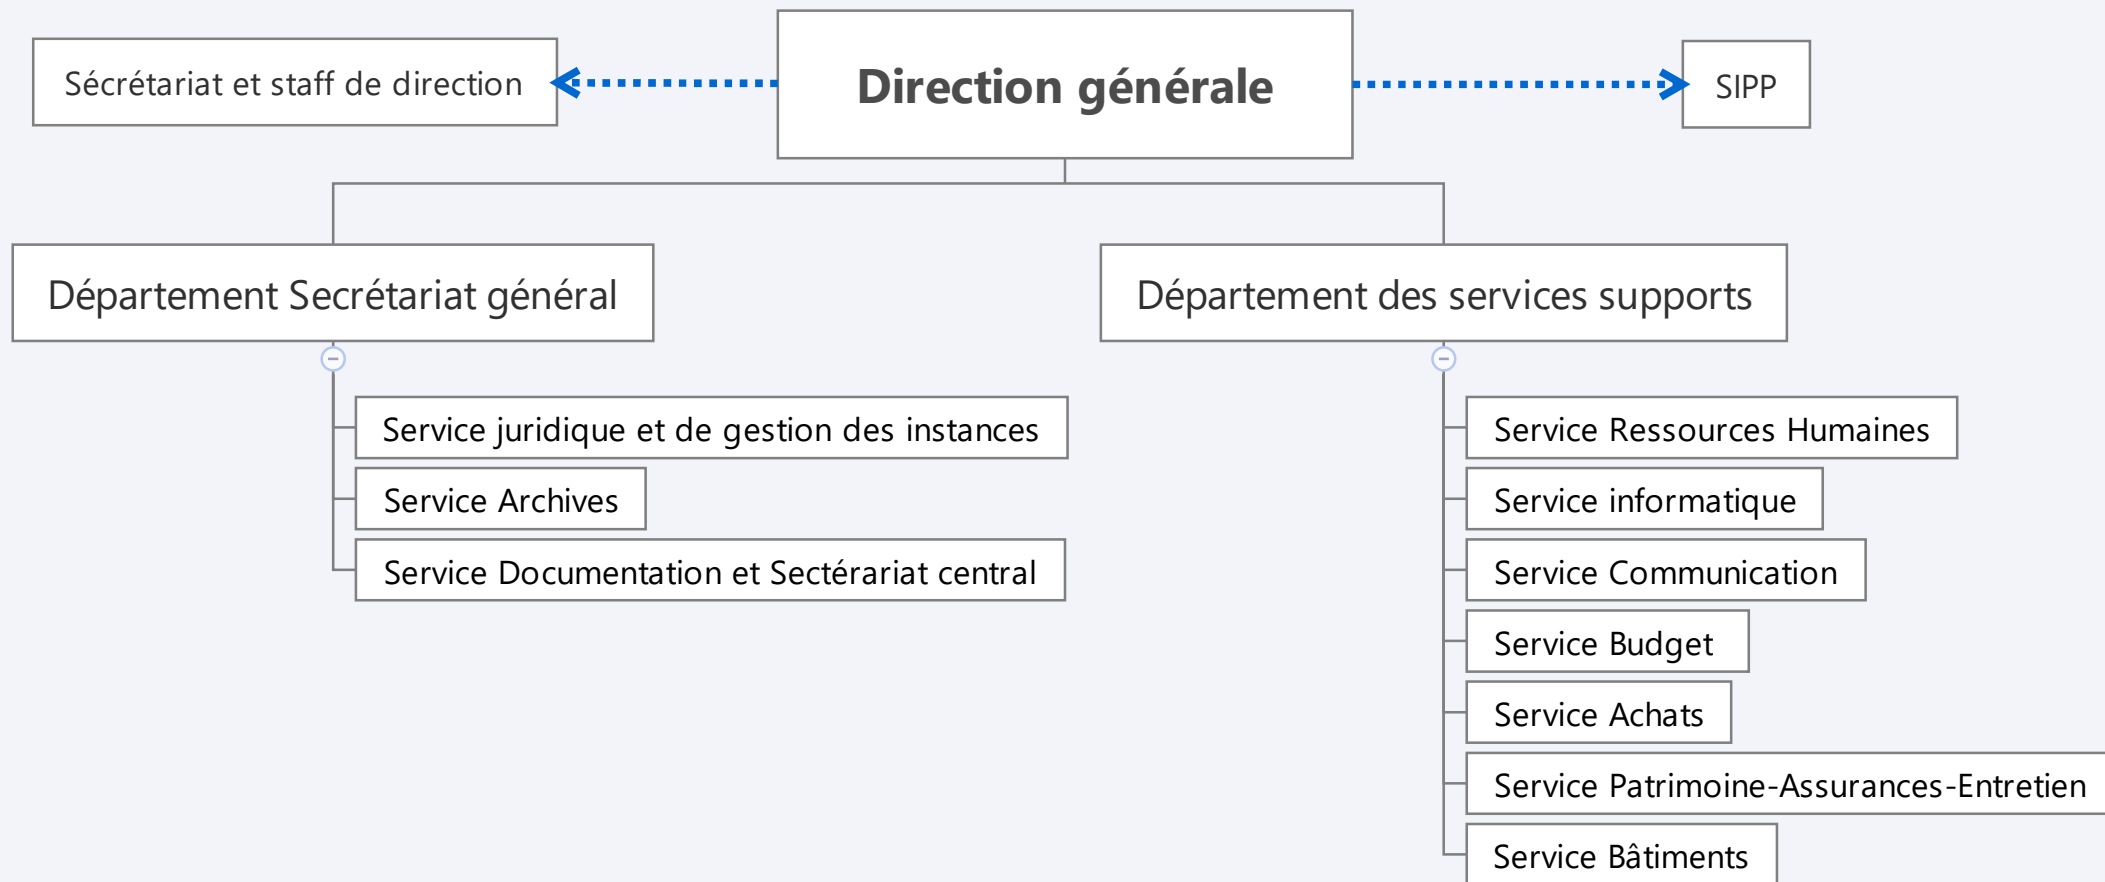 Sécrétariat et staff de direction
Direction générale
SIPP
Département Secrétariat général
Département des services supports
Service juridique et de gestion des instances
Service Archives
Service Documentation et Sectérariat central
Service Ressources Humaines
Service informatique
Service Communication
Service Budget
Service Achats
Service Patrimoine-Assurances-Entretien
Service Bâtiments